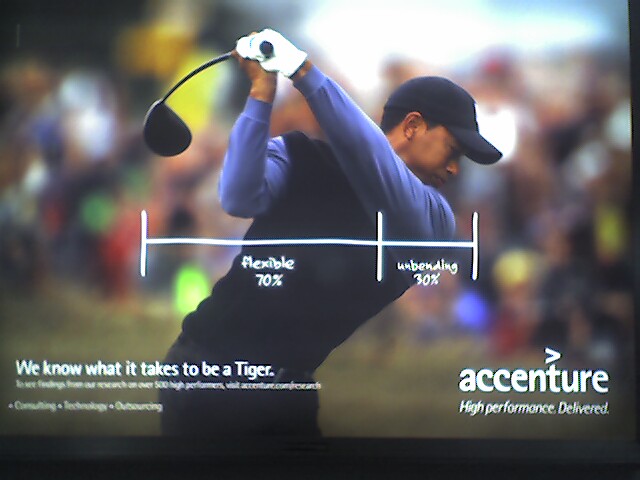 flexible
70%
unbending
30%
We know what it takes to be a Tiger.
To see findings from our research on over 500 high performers, visit accenture.com/research
• Consulting • Technology • Outsourcing
>
accenture
High performance. Delivered.